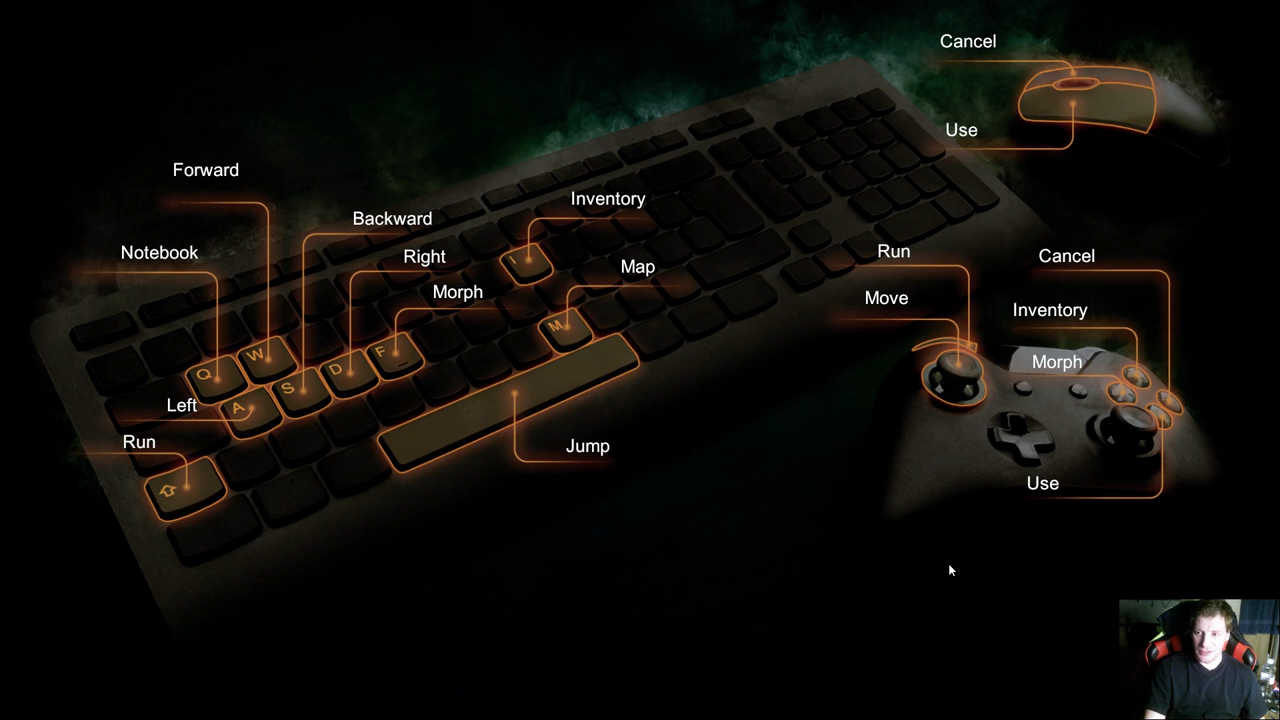 Cancel
Use
Forward
Notebook
Backward
Right
Morph
Inventory
Map
Left
Run
Jump
Q
W
A
S
D
F
I
M
Run
Move
Cancel
Inventory
Morph
Use